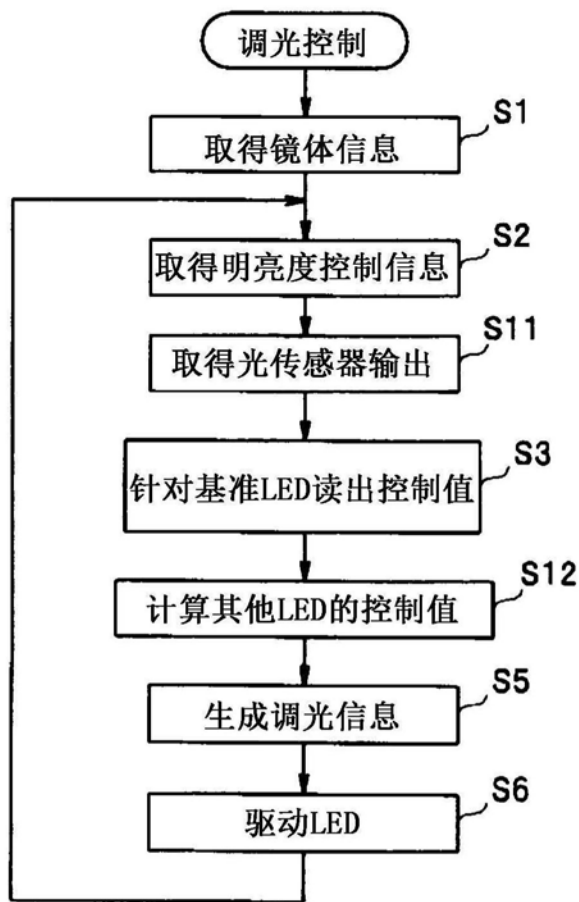 调光控制
S1
取得镜体信息
S2
取得明亮度控制信息
S11
取得光传感器输出
S3
针对基准LED读出控制值
S12
计算其他LED的控制值
S5
生成调光信息
S6
驱动LED